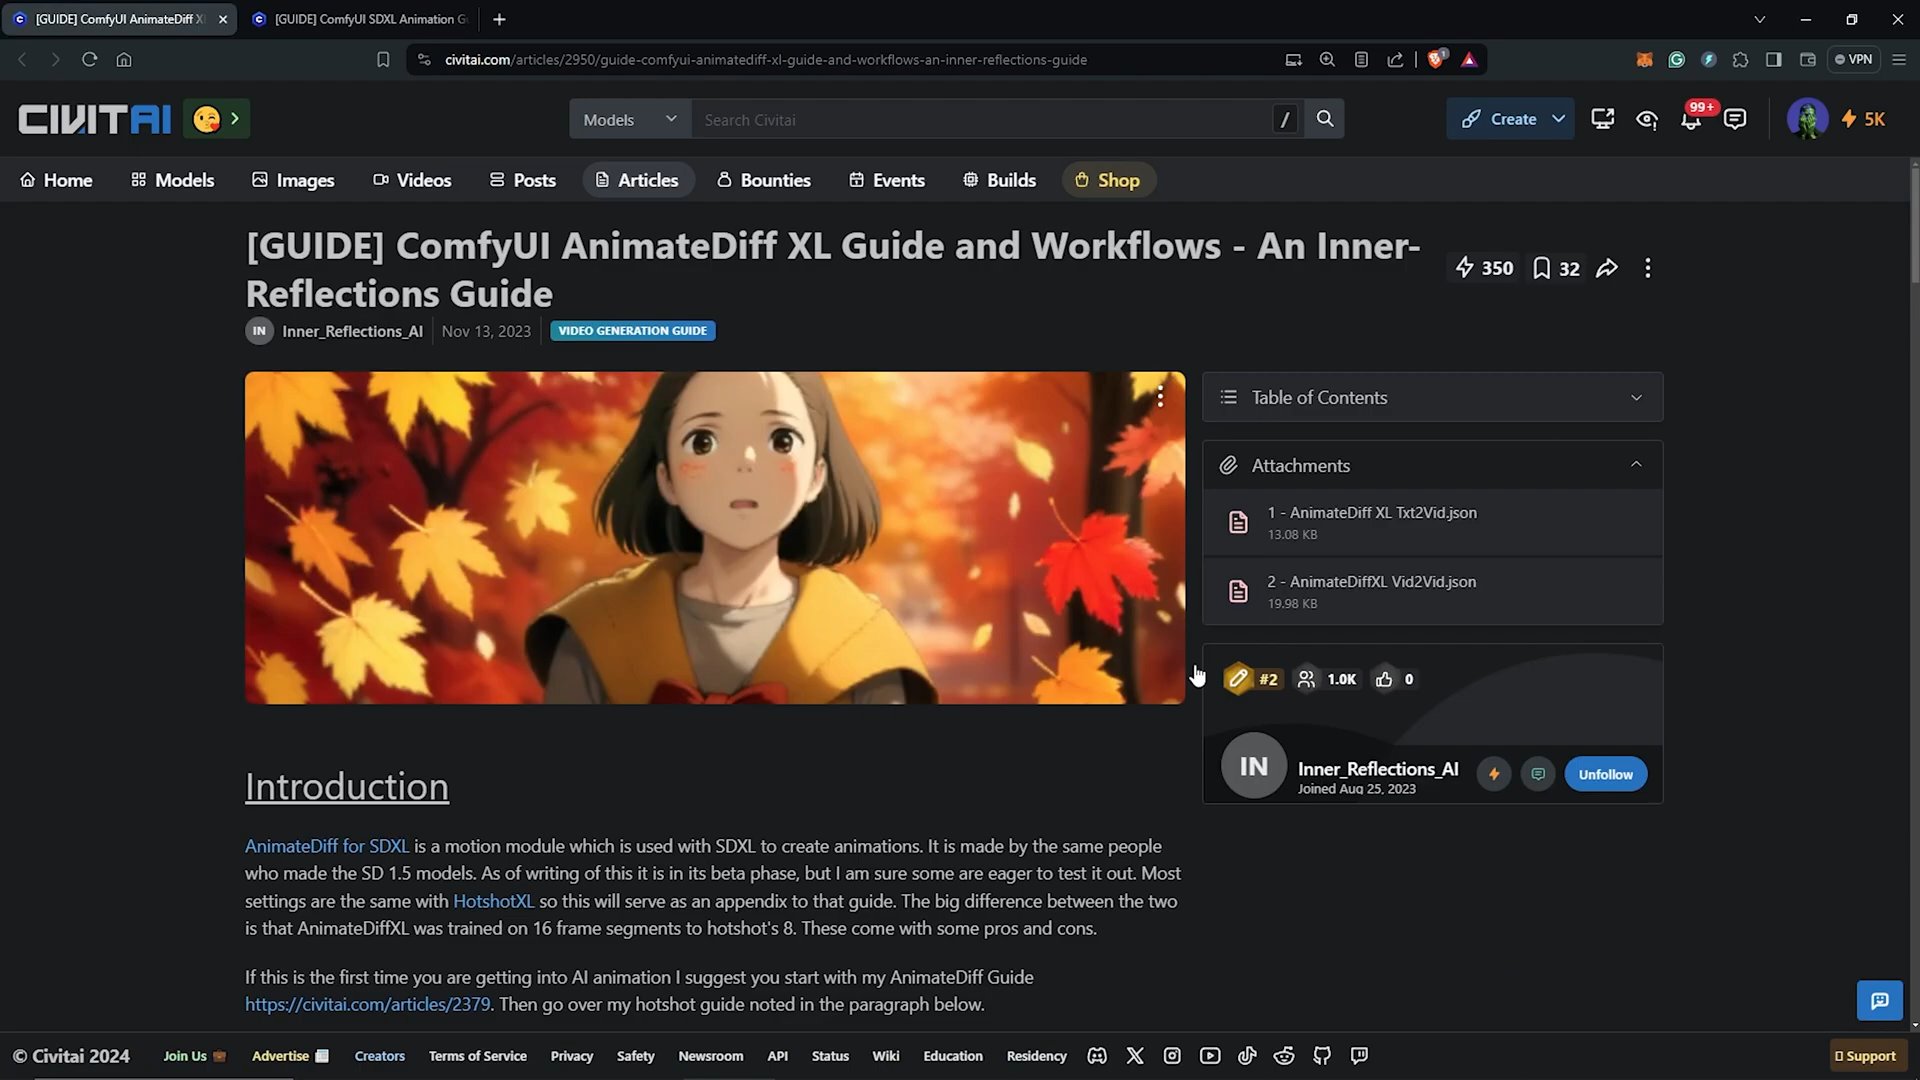 [GUIDE] ComfyUI AnimateDiff X
[GUIDE] ComfyUI SDXL Animation G
civitai.com/articles/2950/guide-comfyui-animatediff-xl-guide-and-workflows-an-inner-reflections-guide
1
VPN
CIVITAI
Models
Search Civitai
/
Create
99+
5K
Home
Models
Images
Videos
Posts
Articles
Bounties
Events
Builds
Shop
[GUIDE] ComfyUI AnimateDiff XL Guide and Workflows - An Inner-
Reflections Guide
350
32
IN
Inner_Reflections_AI
Nov 13, 2023
VIDEO GENERATION GUIDE
Table of Contents
Attachments
1 - AnimateDiff XL Txt2Vid.json
13.08 KB
2 - AnimateDiffXL Vid2Vid.json
19.98 KB
#2
1.0K
0
IN
Inner_Reflections_AI
Joined Aug 25, 2023
Unfollow
Introduction
AnimateDiff for SDXL is a motion module which is used with SDXL to create animations. It is made by the same people
who made the SD 1.5 models. As of writing of this it is in its beta phase, but I am sure some are eager to test it out. Most
settings are the same with HotshotXL so this will serve as an appendix to that guide. The big difference between the two
is that AnimateDiffXL was trained on 16 frame segments to hotshot's 8. These come with some pros and cons.
If this is the first time you are getting into AI animation I suggest you start with my AnimateDiff Guide
https://civitai.com/articles/2379. Then go over my hotshot guide noted in the paragraph below.
© Civitai 2024
Join Us
Advertise
Creators
Terms of Service
Privacy
Safety
Newsroom
API
Status
Wiki
Education
Residency
Support